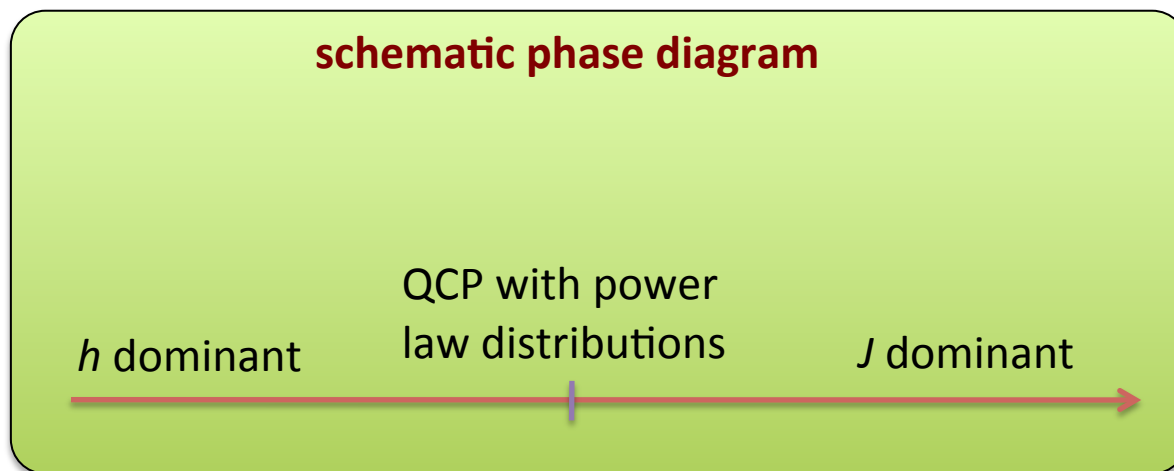 schematic phase diagram
QCP with power
law distributions
h dominant
J dominant